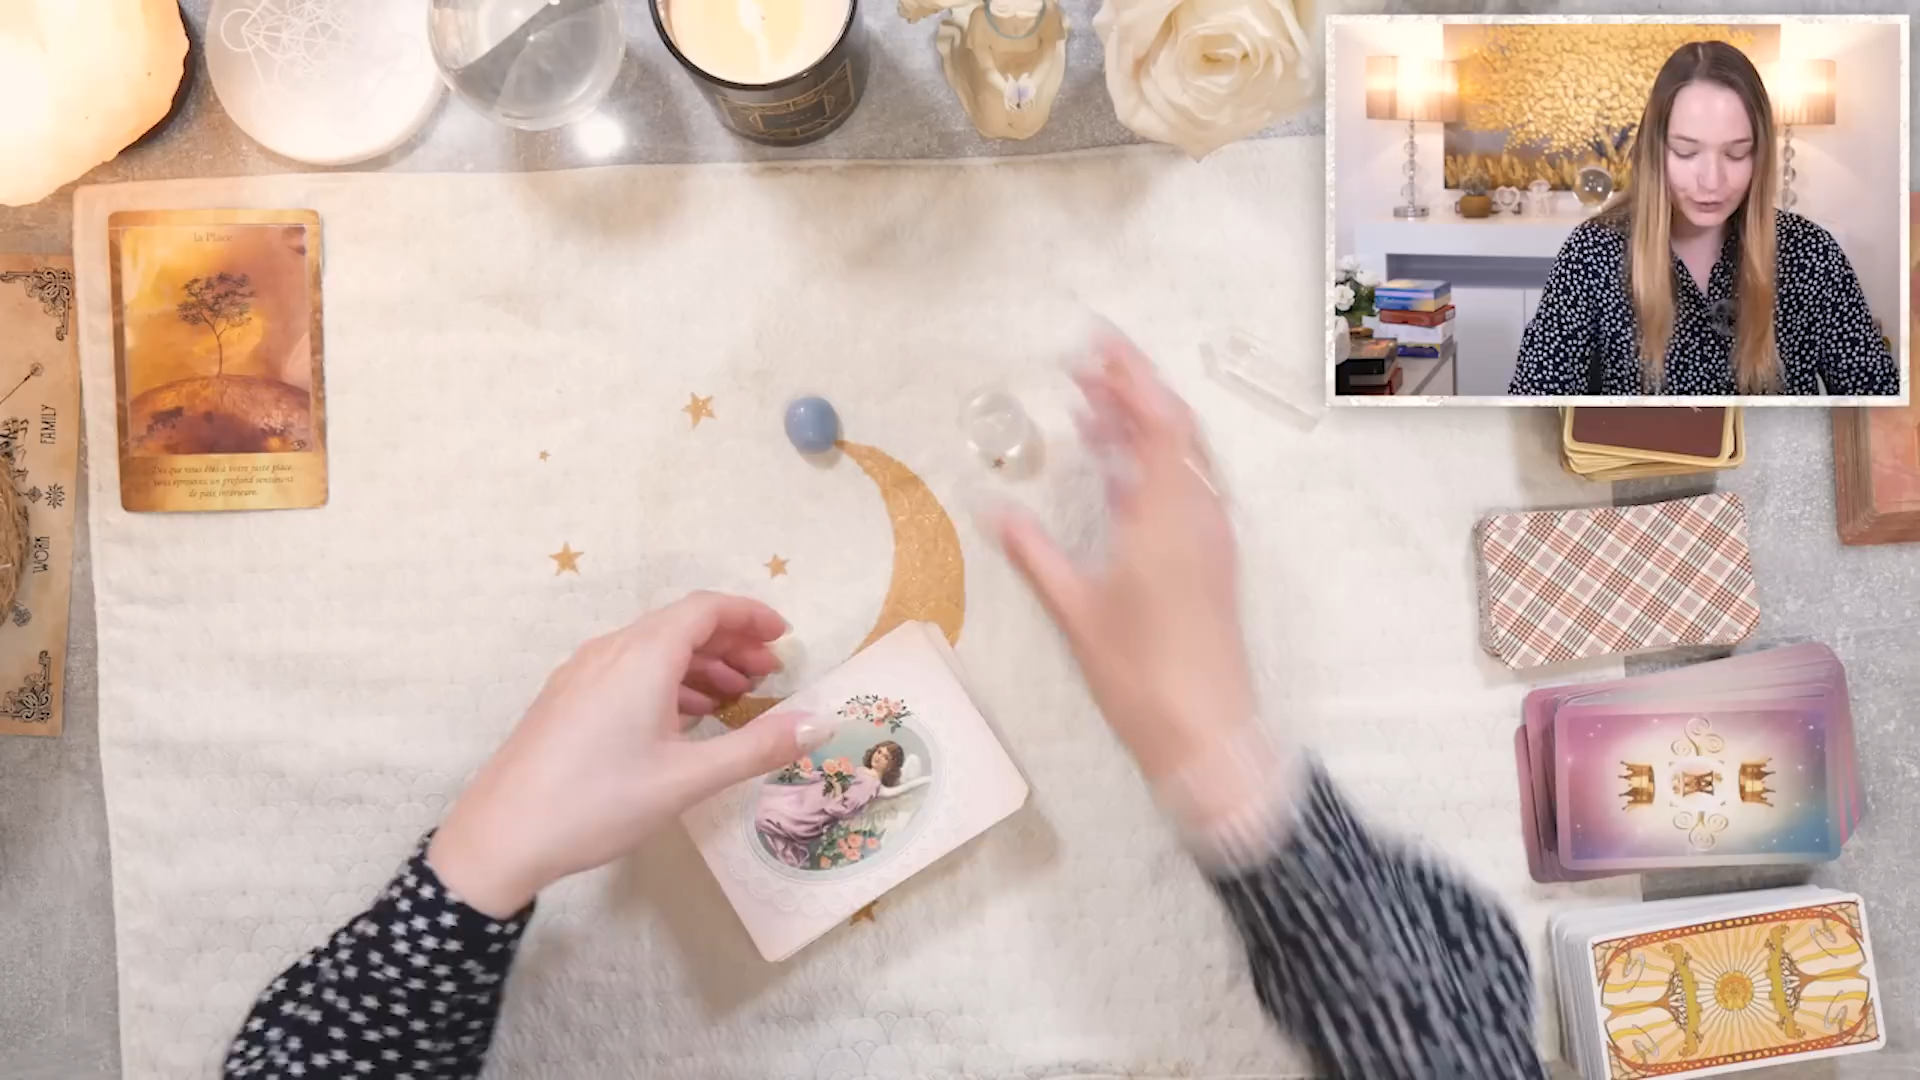 la Place
Dès que vous êtes à votre juste place,
vous éprouvez un profond sentiment
de paix intérieure.
FAMILY
WORK